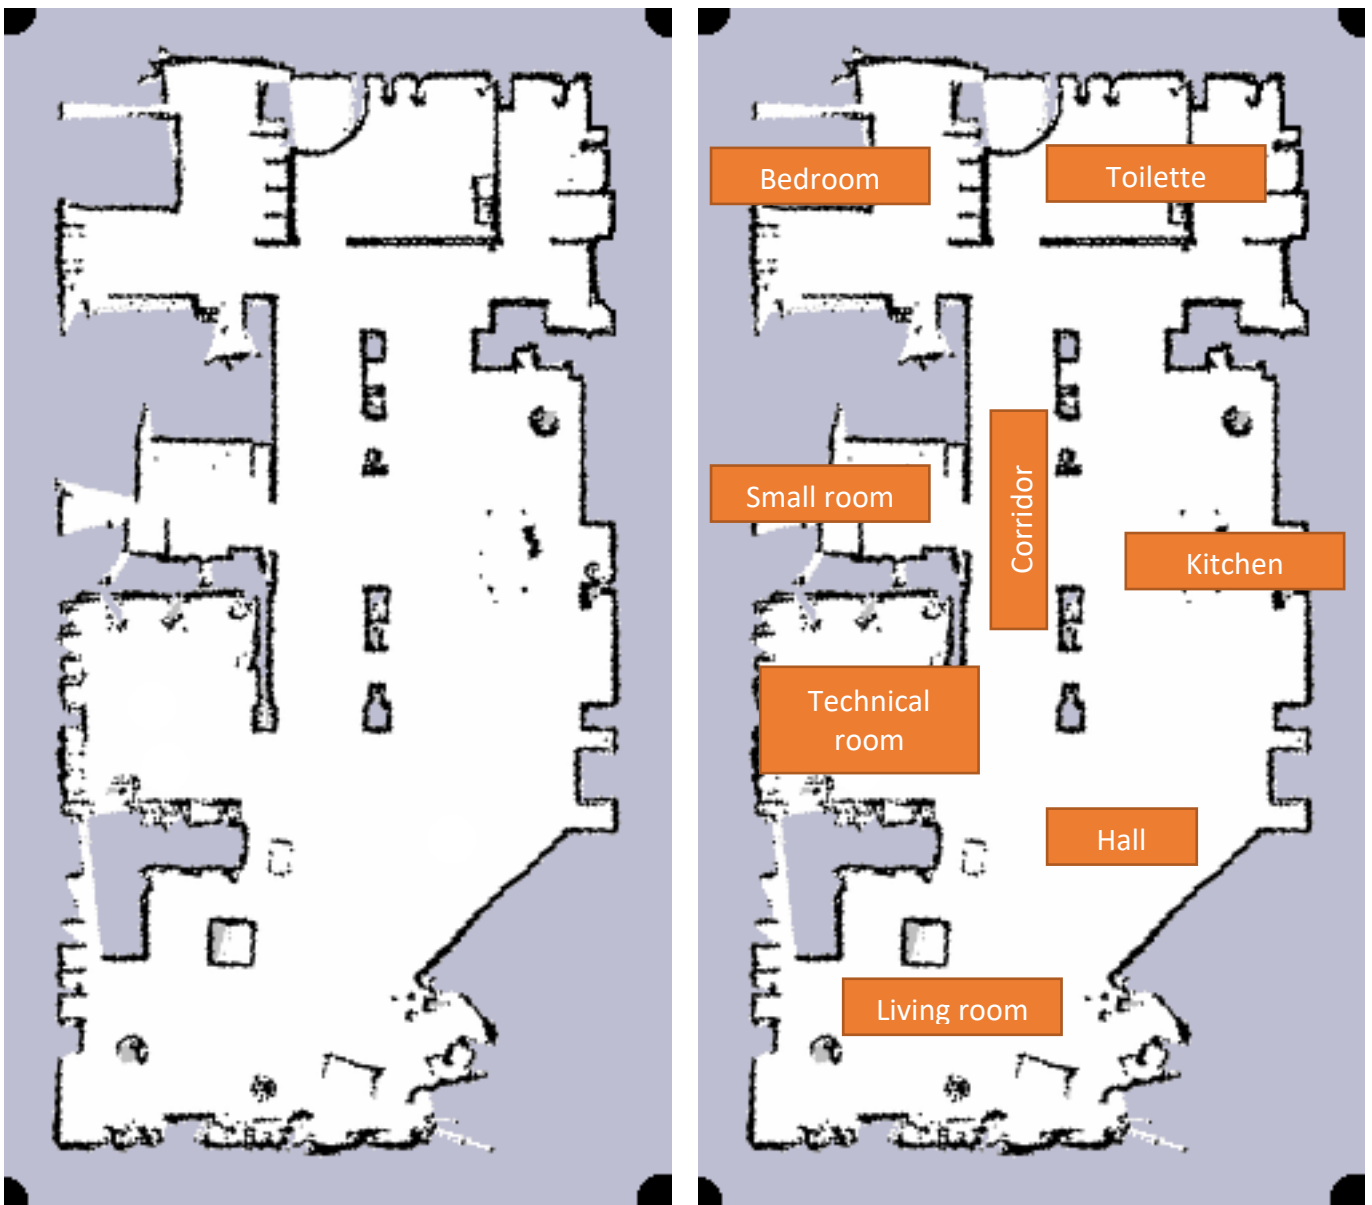 Bedroom
Toilette
Small room
Corridor
Kitchen
Technical
room
Hall
Living room